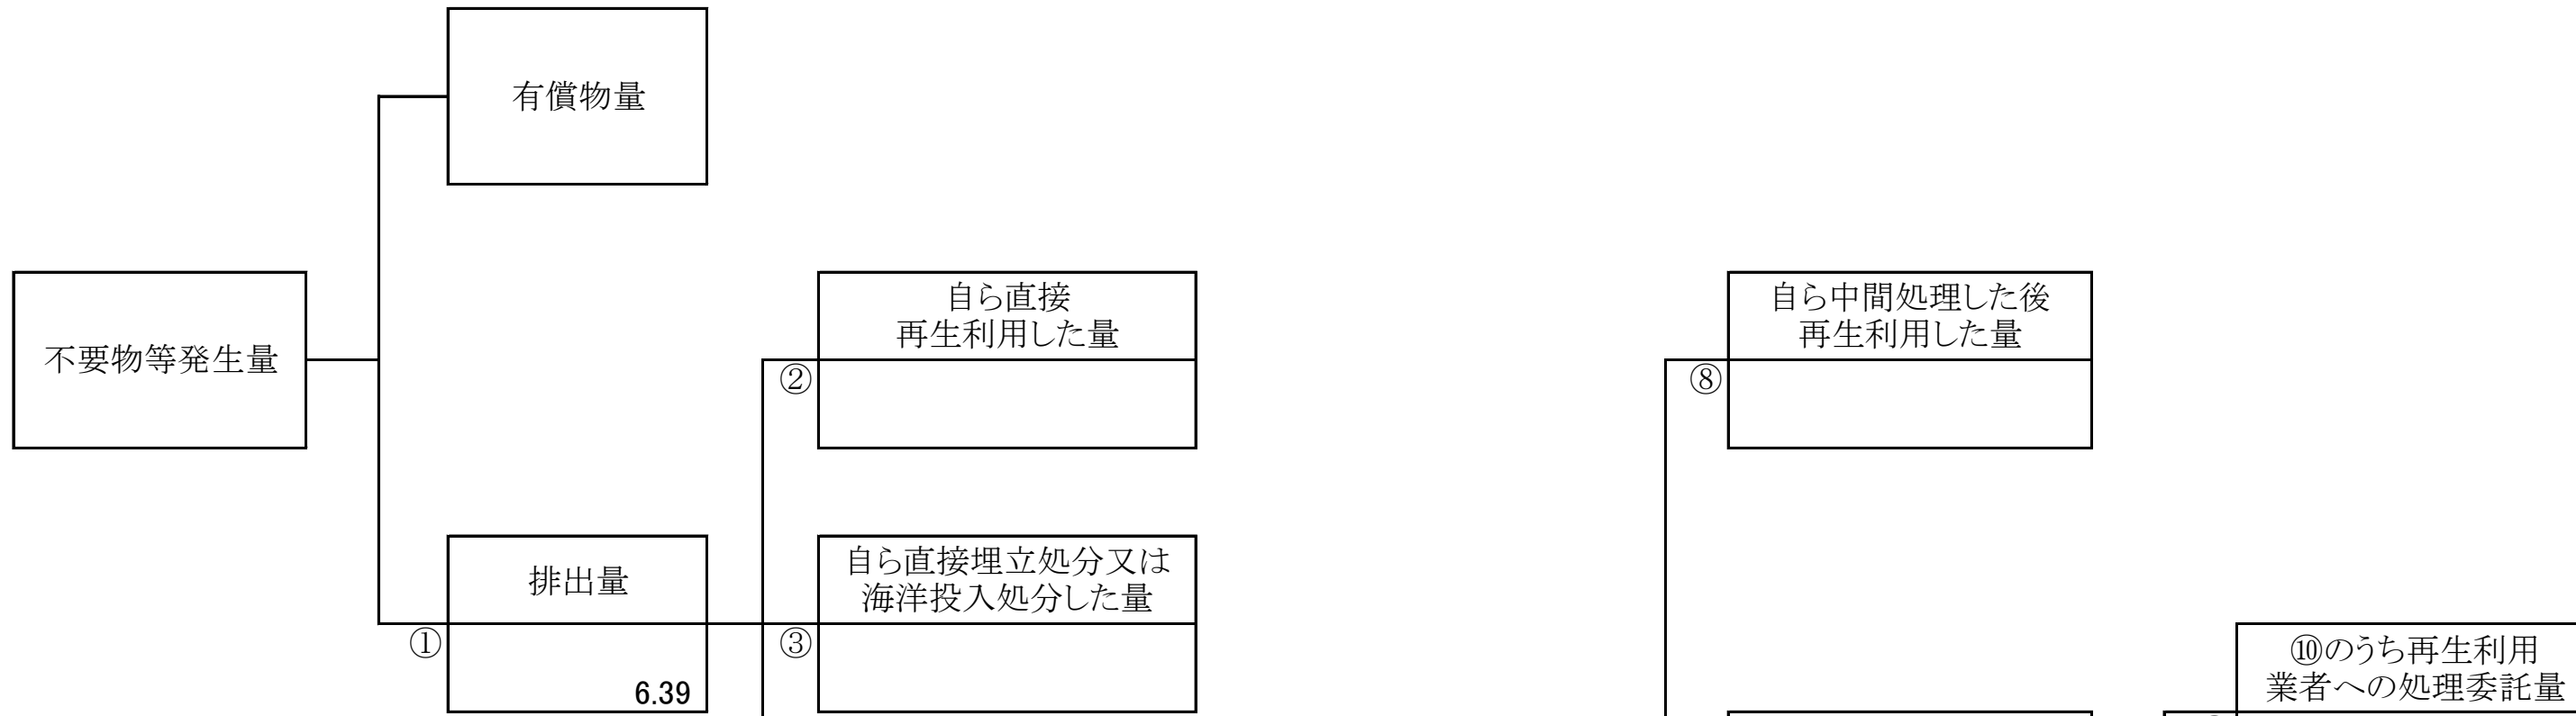 有償物量
不要物等発生量
自ら直接
再生利用した量
②
自ら中間処理した後
再生利用した量
⑧
排出量
①
6.39
自ら直接埋立処分又は
海洋投入処分した量
③
⑩のうち再生利用
業者への処理委託量